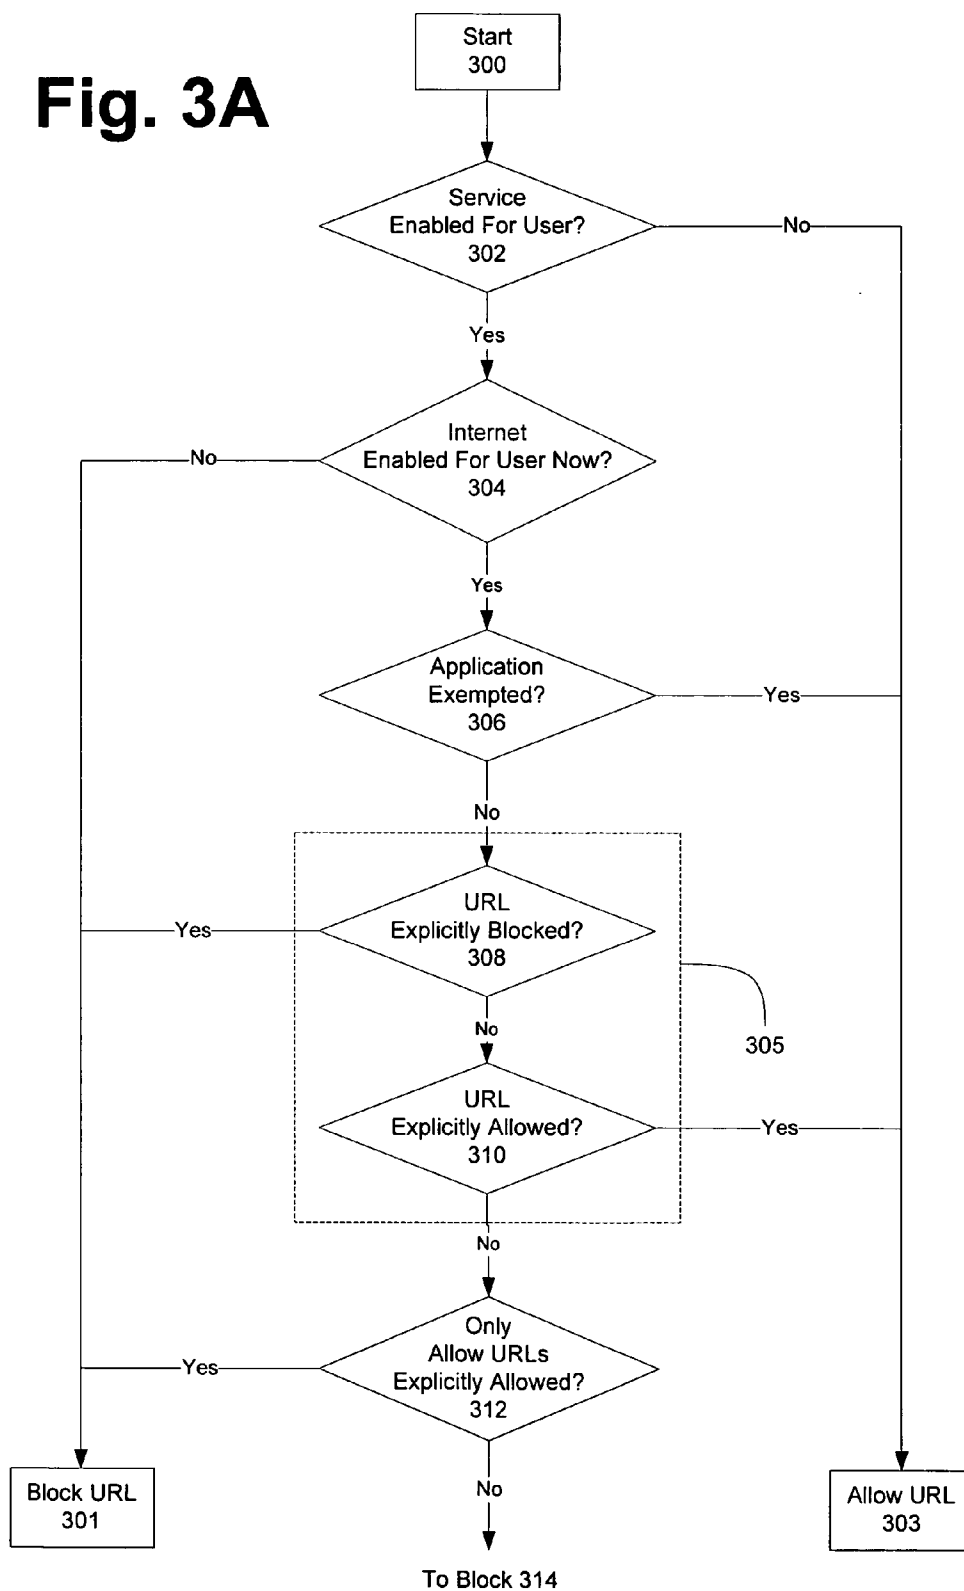 Fig. 3A
Start
300
Service
Enabled For User?
302
No
Yes
Internet
Enabled For User Now?
304
No
Yes
Application
Exempted?
306
Yes
No
URL
Explicitly Blocked?
308
Yes
No
305
URL
Explicitly Allowed?
310
Yes
No
Only
Allow URLs
Explicitly Allowed?
312
Yes
No
Block URL
301
Allow URL
303
To Block 314